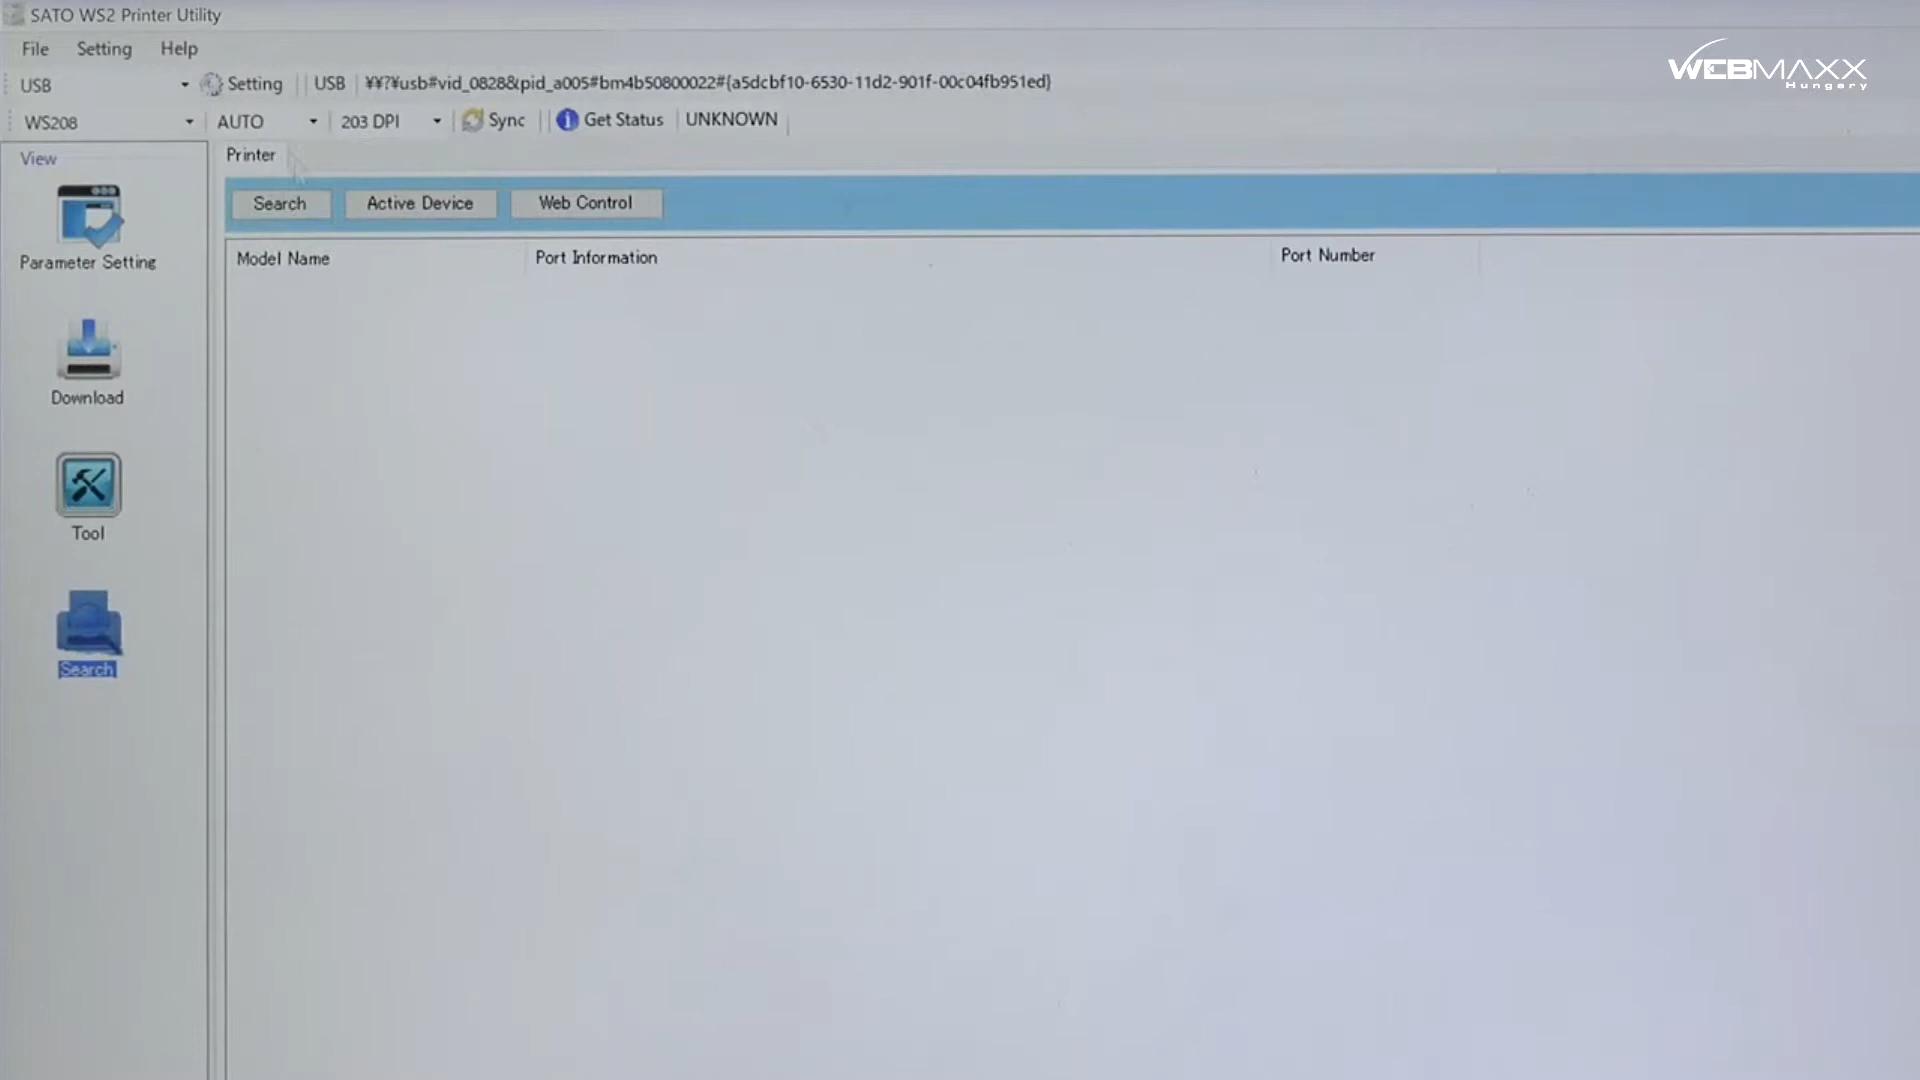 SATO WS2 Printer Utility
File Setting Help
USB Setting USB ¥¥?¥usb#vid_0828&pid_a005#bm4b50800022#{a5dcbf10-6530-11d2-901f-00c04fb951ed}
WS208 AUTO 203 DPI Sync Get Status UNKNOWN
View
Printer
Search Active Device Web Control
Model Name Port Information Port Number
Parameter Setting
Download
Tool
Search
WEBMAXX
Hungary